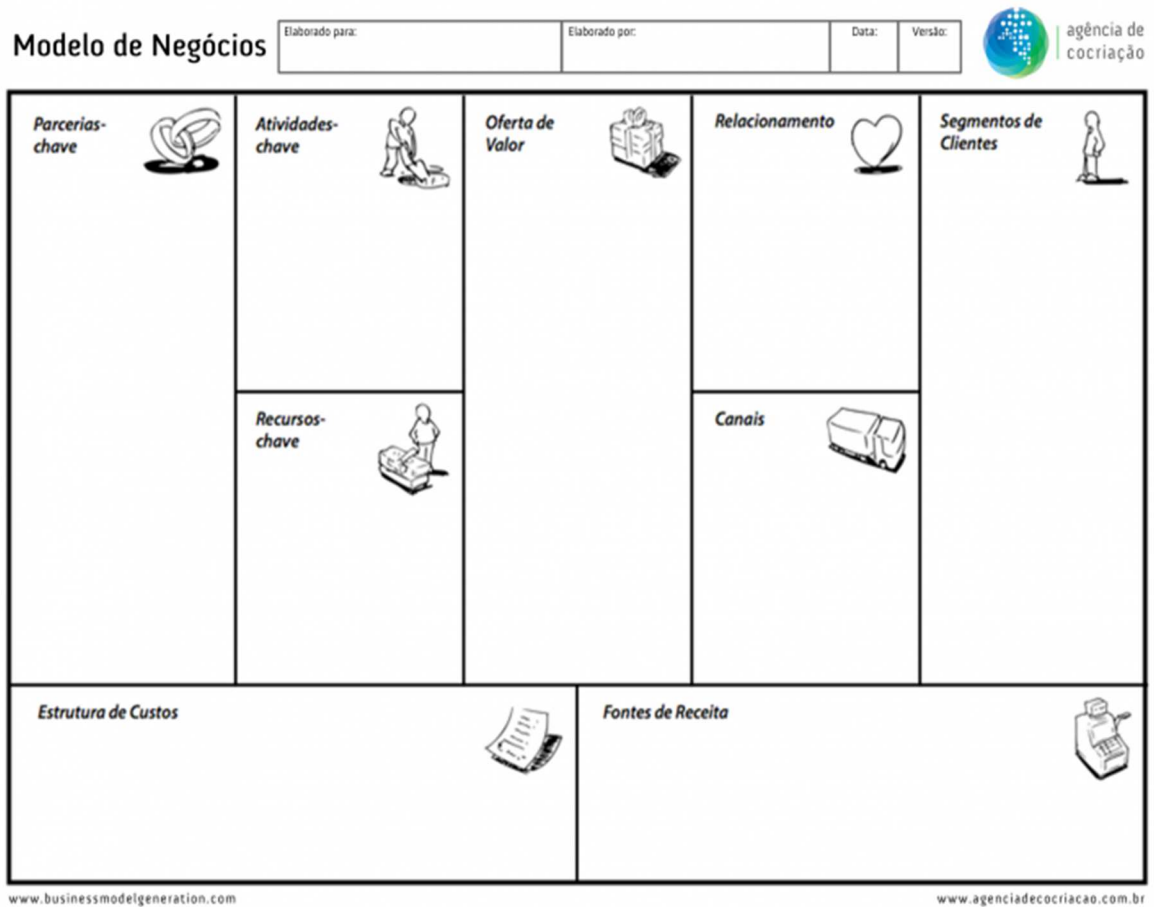 Modelo de Negócios
Elaborado para:
Elaborado por:
Data:
Versão:
agência de
cocriação
Parcerias-
chave
Atividades-
chave
Oferta de
Valor
Relacionamento
Segmentos de
Clientes
Recursos-
chave
Canais
Estrutura de Custos
Fontes de Receita
www.businessmodelgeneration.com
www.agenciadecocriacao.com.br